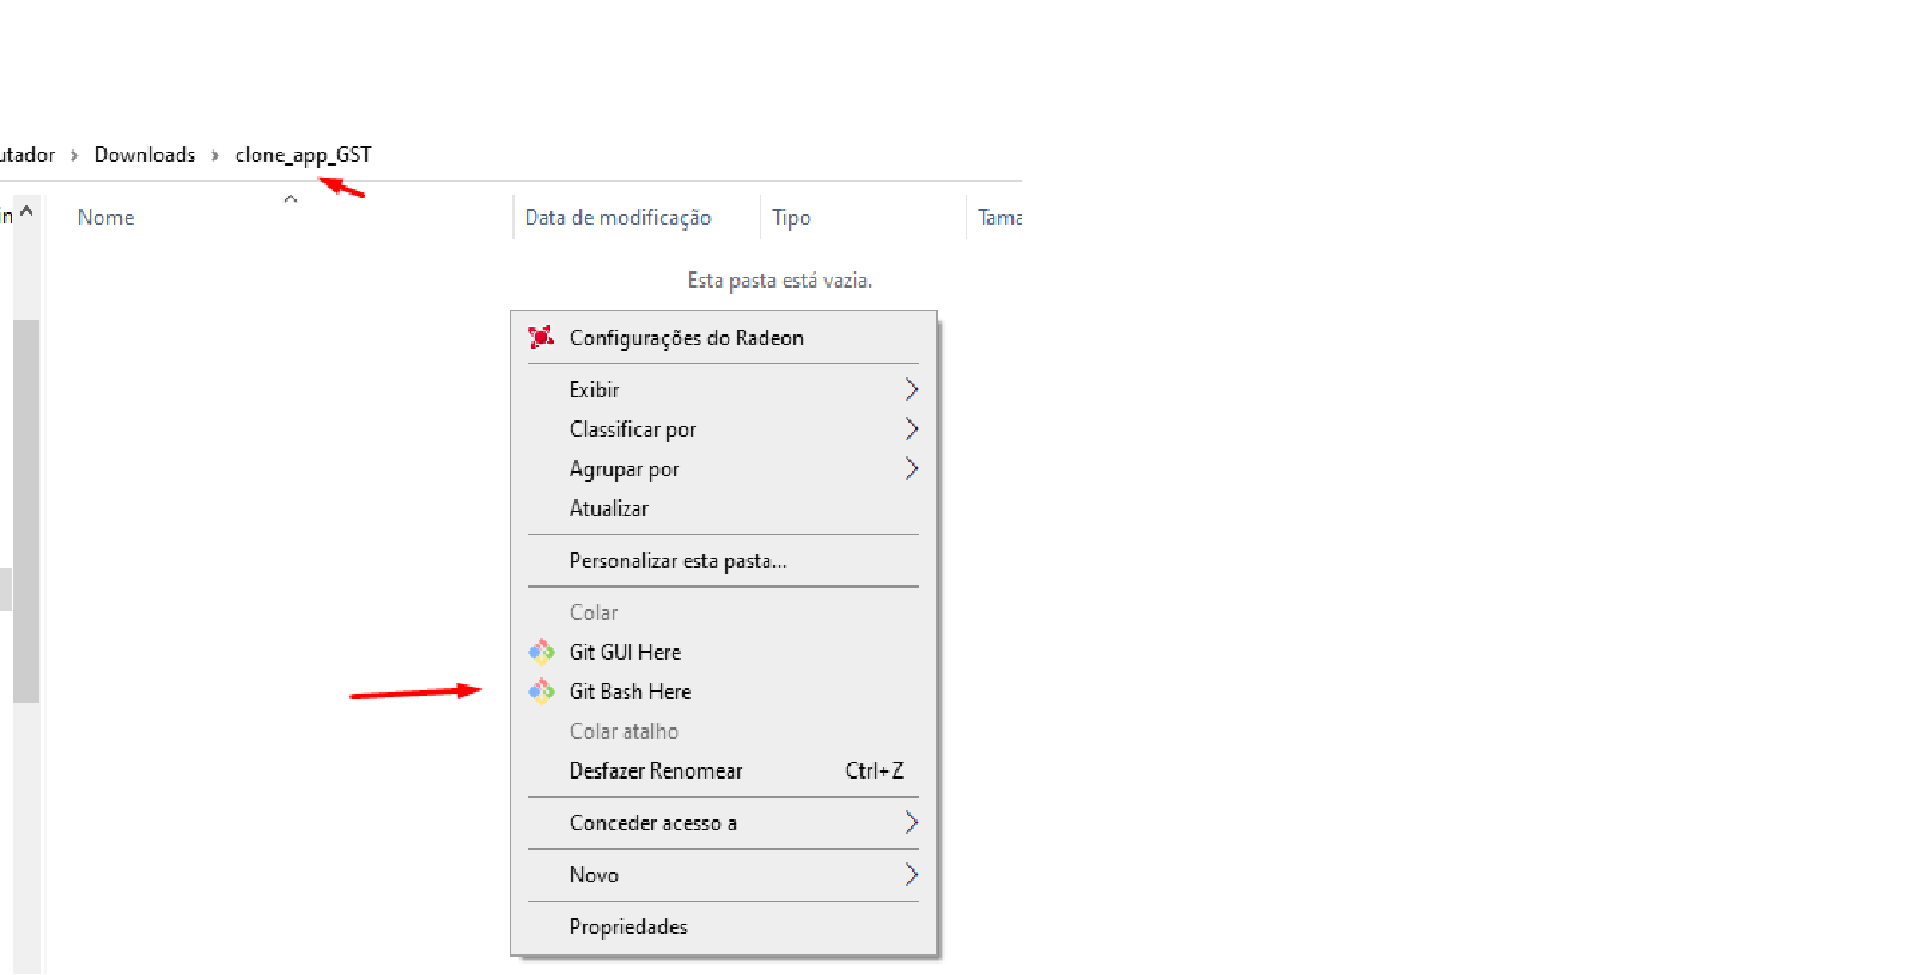 utador > Downloads > clone_app_GST
in
Nome Data de modificação Tipo Tama
Esta pasta está vazia.
Configurações do Radeon
Exibir
Classificar por
Agrupar por
Atualizar
Personalizar esta pasta...
Colar
Git GUI Here
Git Bash Here
Colar atalho
Desfazer Renomear Ctrl+Z
Conceder acesso a
Novo
Propriedades